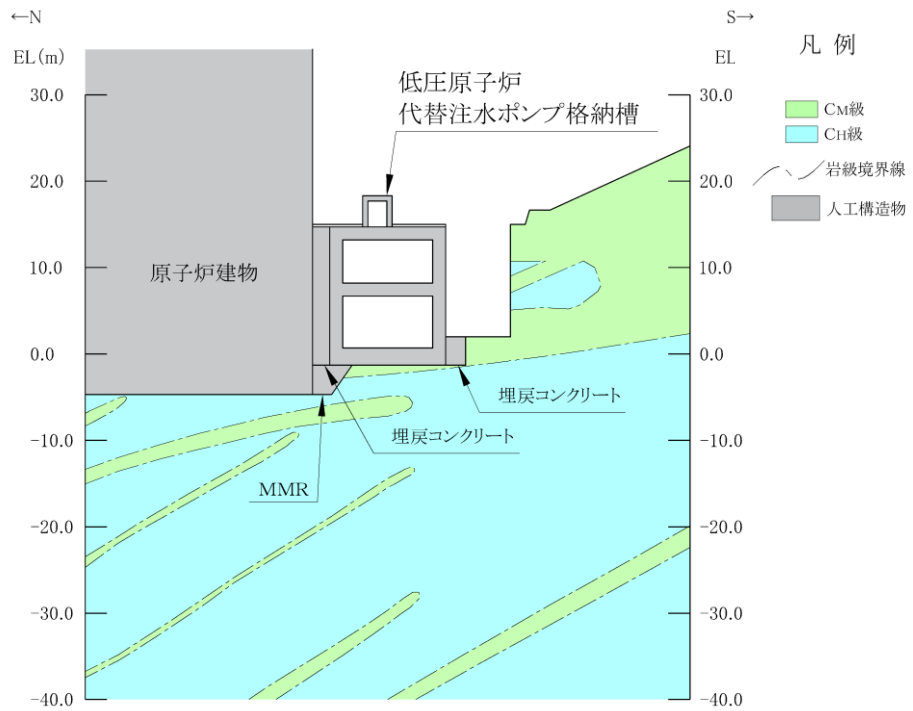 ←N
S→
EL(m)
EL
凡 例
30.0
20.0
10.0
0.0
-10.0
-20.0
-30.0
-40.0
30.0
20.0
10.0
0.0
-10.0
-20.0
-30.0
-40.0
CM級
CH級
岩級境界線
人工構造物
低圧原子炉
代替注水ポンプ格納槽
原子炉建物
埋戻コンクリート
埋戻コンクリート
MMR